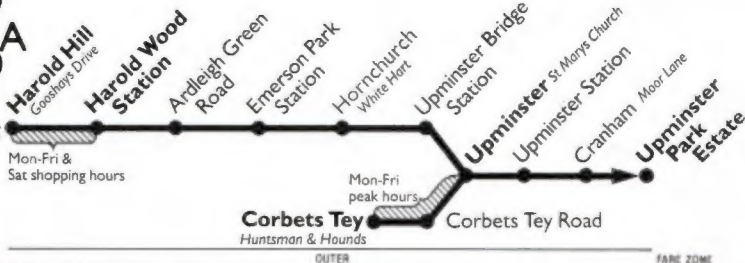 A
Harold Hill
Gooshays Drive
Harold Wood
Station
Ardleigh Green
Road
Emerson Park
Station
Hornchurch
White Hart
Upminster Bridge
Station
Upminster St Marys Church
Upminster Station
Cranham Moor Lane
Upminster
Park
Estate
Mon-Fri &
Sat shopping hours
Mon-Fri
peak hours
Corbets Tey
Huntsman & Hounds
Corbets Tey Road
OUTER
FARE ZONE